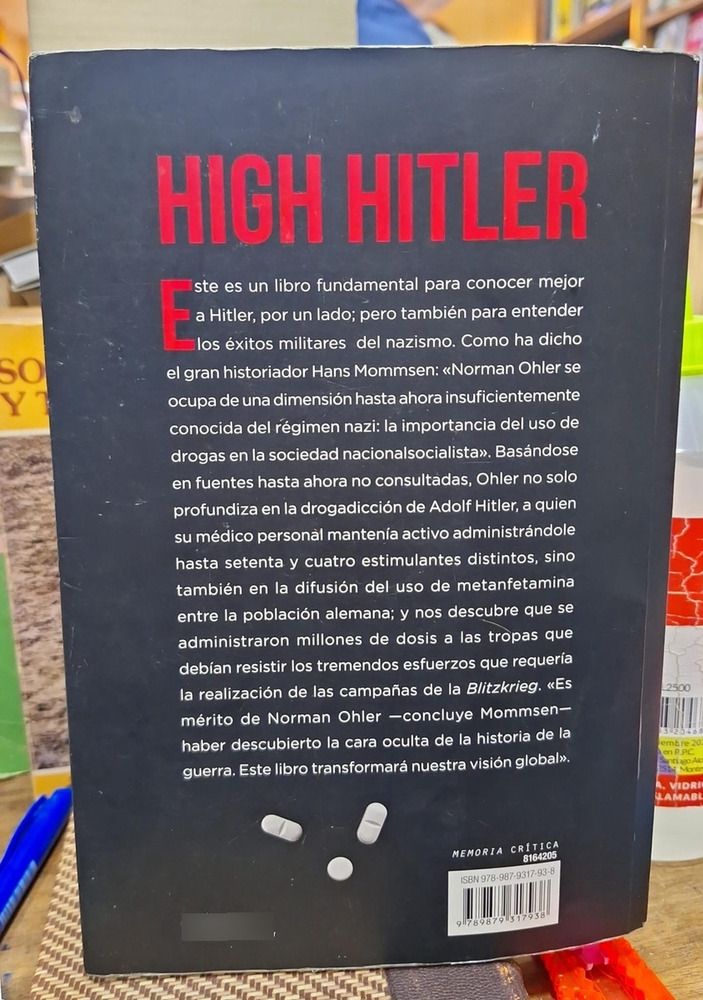 HIGH HITLER
Este es un libro fundamental para conocer mejor
a Hitler, por un lado; pero también para entender
los éxitos militares del nazismo. Como ha dicho
el gran historiador Hans Mommsen: «Norman Ohler se
ocupa de una dimensión hasta ahora insuficientemente
conocida del régimen nazi: la importancia del uso de
drogas en la sociedad nacionalsocialista». Basándose
en fuentes hasta ahora no consultadas, Ohler no solo
profundiza en la drogadicción de Adolf Hitler, a quien
su médico personal mantenía activo administrándole
hasta setenta y cuatro estimulantes distintos, sino
también en la difusión del uso de metanfetamina
entre la población alemana; y nos descubre que se
administraron millones de dosis a las tropas que
debían resistir los tremendos esfuerzos que requería
la realización de las campañas de la Blitzkrieg. «Es
mérito de Norman Ohler —concluye Mommsen—
haber descubierto la cara oculta de la historia de la
guerra. Este libro transformará nuestra visión global».
MEMORIA CRÍTICA
8164205
ISBN 978-987-9317-93-8
9 789879 317938
SO
Y T
2500